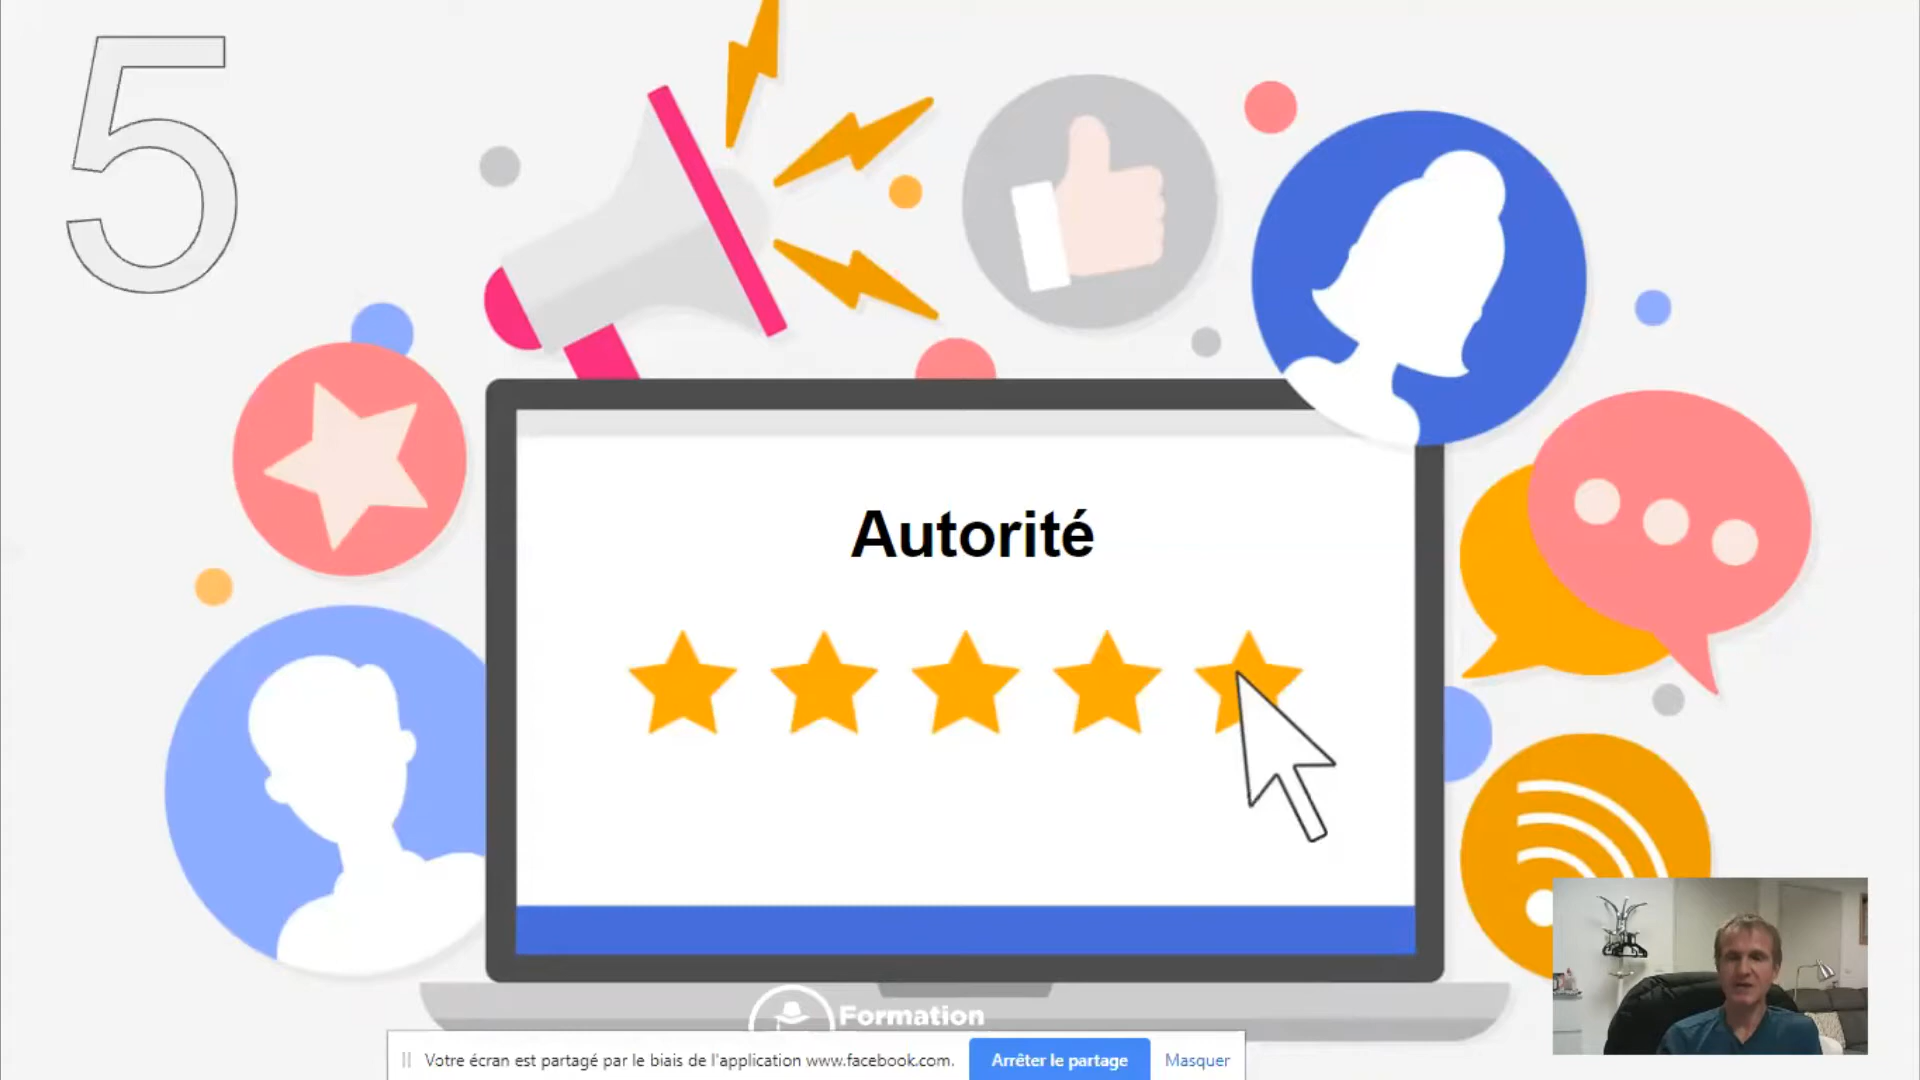 5
Autorité
Formation
Votre écran est partagé par le biais de l'application www.facebook.com.
Arrêter le partage
Masquer